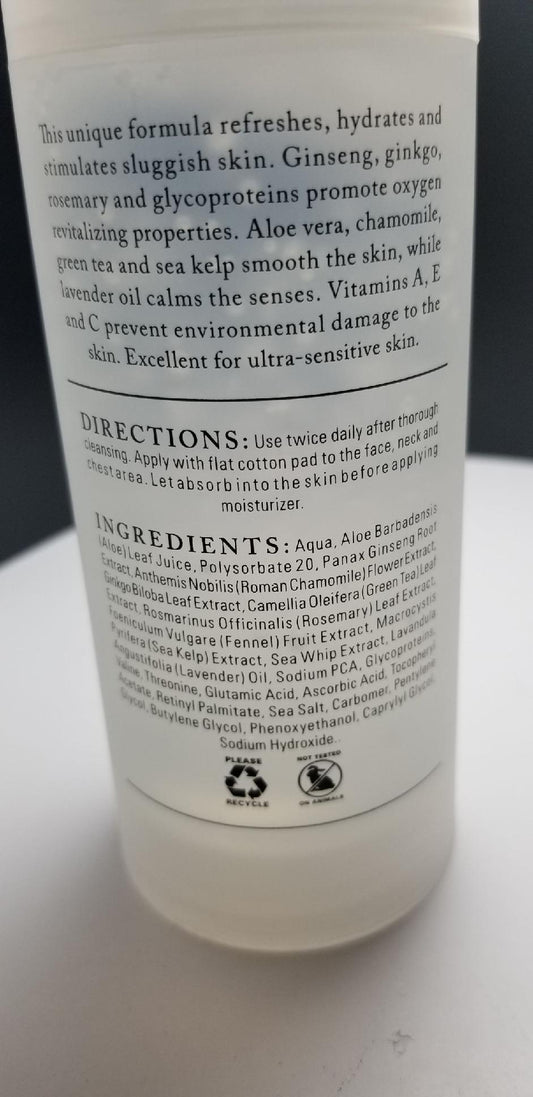 This unique formula refreshes, hydrates and
stimulates sluggish skin. Ginseng, ginkgo,
rosemary and glycoproteins promote oxygen
revitalizing properties. Aloe vera, chamomile,
green tea and sea kelp smooth the skin, while
lavender oil calms the senses. Vitamins A, E
and C prevent environmental damage to the
skin. Excellent for ultra-sensitive skin.
DIRECTIONS: Use twice daily after thorough
cleansing. Apply with flat cotton pad to the face, neck and
chest area. Let absorb into the skin before applying
moisturizer.
INGREDIENTS: Aqua, Aloe Barbadensis
(Aloe) Leaf Juice, Polysorbate 20, Panax Ginseng Root
Extract, Anthemis Nobilis (Roman Chamomile) Flower Extract,
Ginkgo Biloba Leaf Extract, Camellia Oleifera (Green Tea) Leaf
Extract, Rosmarinus Officinalis (Rosemary) Leaf Extract,
Foeniculum Vulgare (Fennel) Fruit Extract, Macrocystis
Pyrifera (Sea Kelp) Extract, Sea Whip Extract, Lavandula
Angustifolia (Lavender) Oil, Sodium PCA, Glycoproteins,
Valine, Threonine, Glutamic Acid, Ascorbic Acid, Tocopheryl
Acetate, Retinyl Palmitate, Sea Salt, Carbomer, Pentylene
Glycol, Butylene Glycol, Phenoxyethanol, Caprylyl Glycol,
Sodium Hydroxide..
PLEASE
RECYCLE
NOT TESTED
ON ANIMALS